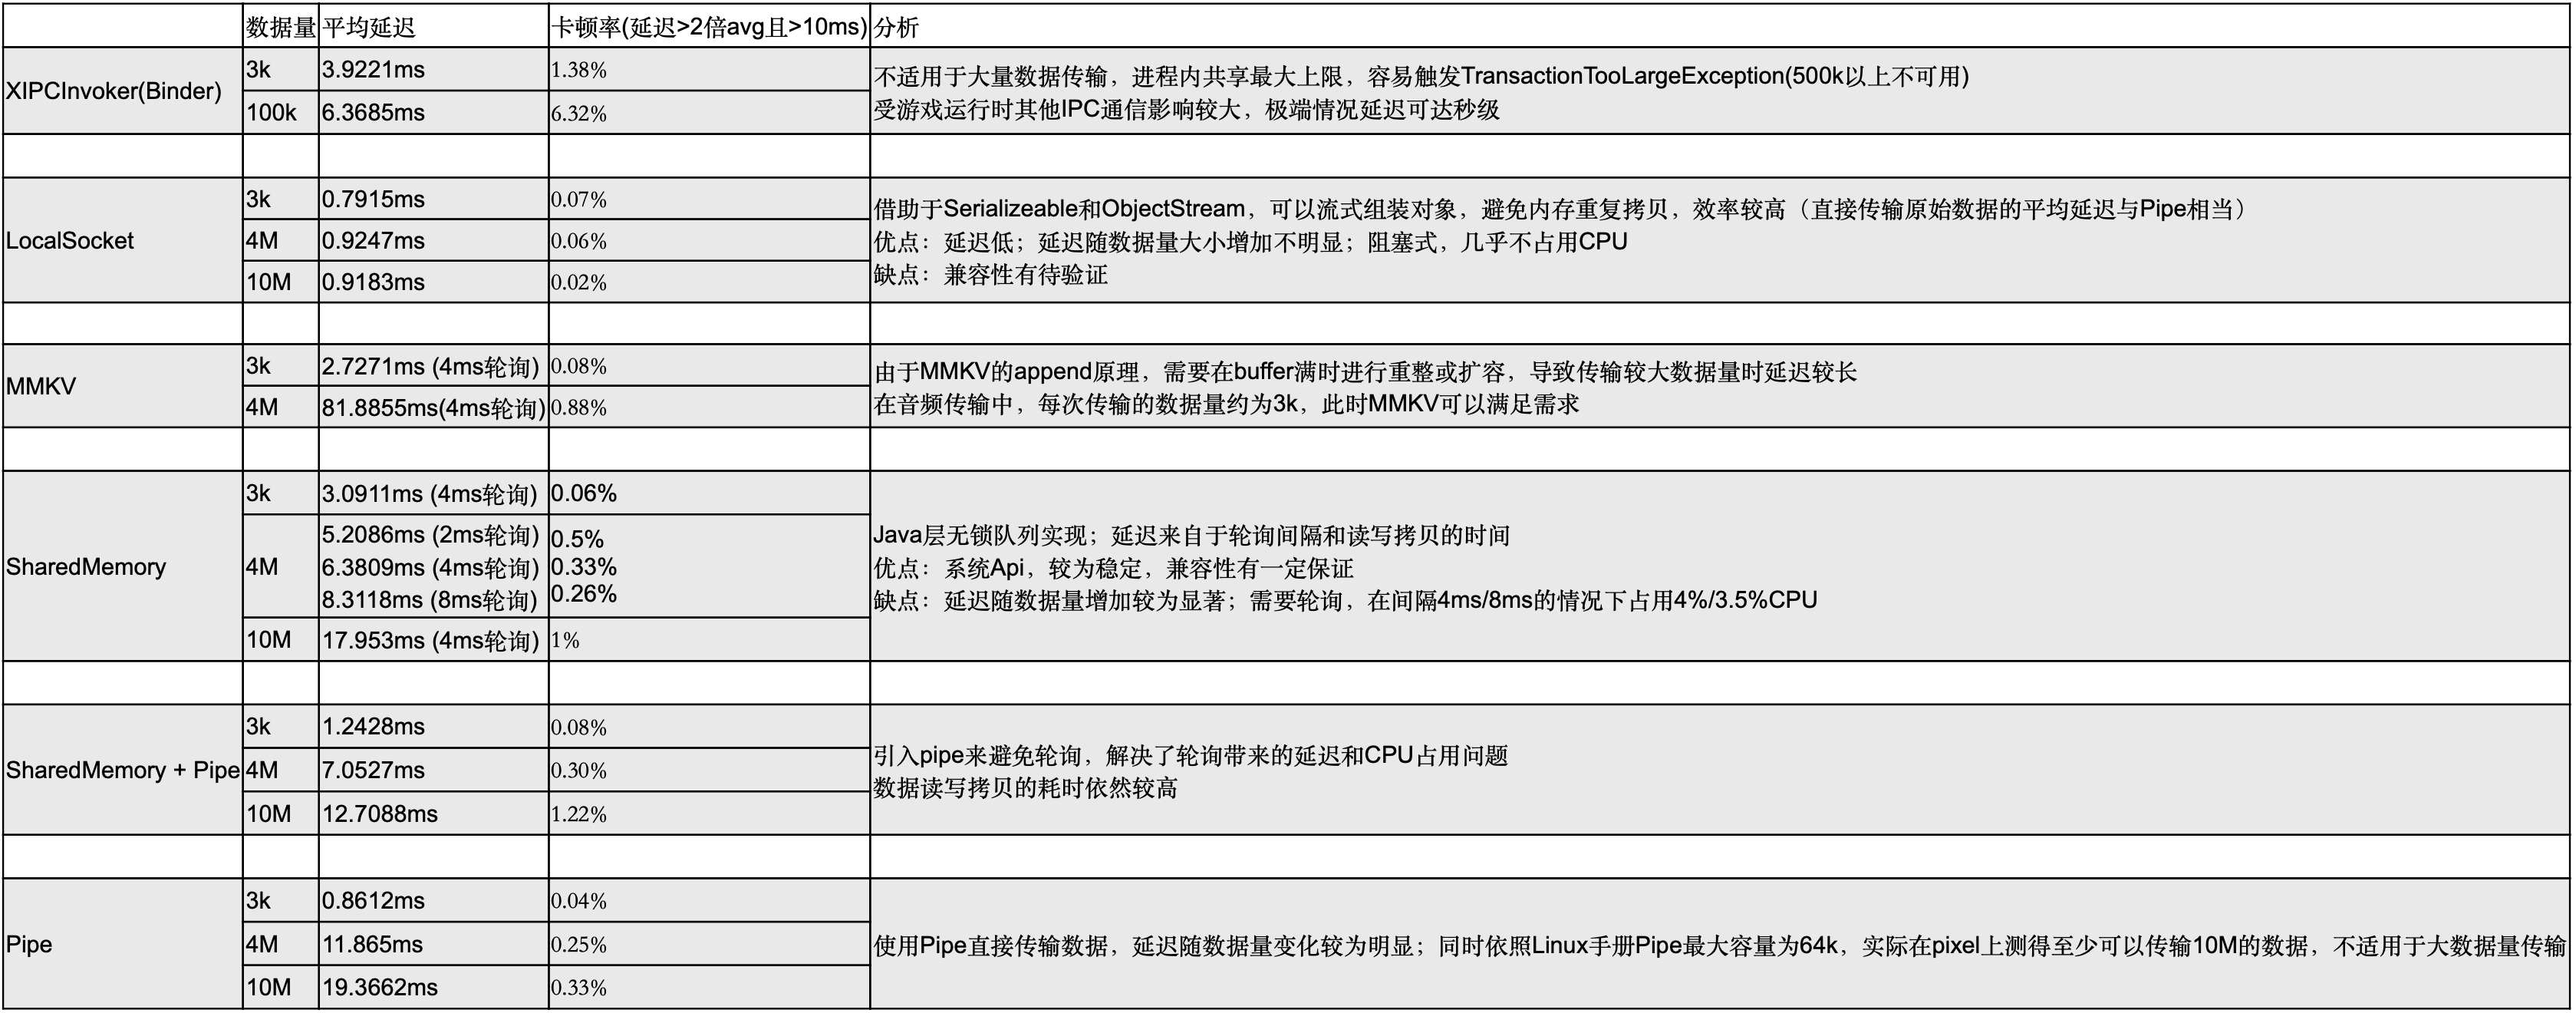 数据量 平均延迟 卡顿率(延迟>2倍avg且>10ms) 分析
XIPCInvoker(Binder)
3k 3.9221ms 1.38%
100k 6.3685ms 6.32%
不适用于大量数据传输，进程内共享最大上限，容易触发TransactionTooLargeException(500k以上不可用)
受游戏运行时其他IPC通信影响较大，极端情况延迟可达秒级
LocalSocket
3k 0.7915ms 0.07%
4M 0.9247ms 0.06%
10M 0.9183ms 0.02%
借助于Serializeable和ObjectStream，可以流式组装对象，避免内存重复拷贝，效率较高（直接传输原始数据的平均延迟与Pipe相当）
优点：延迟低；延迟随数据量大小增加不明显；阻塞式，几乎不占用CPU
缺点：兼容性有待验证
MMKV
3k 2.7271ms (4ms轮询) 0.08%
4M 81.8855ms(4ms轮询) 0.88%
由于MMKV的append原理，需要在buffer满时进行重整或扩容，导致传输较大数据量时延迟较长
在音频传输中，每次传输的数据量约为3k，此时MMKV可以满足需求
SharedMemory
3k 3.0911ms (4ms轮询) 0.06%
4M
5.2086ms (2ms轮询) 0.5%
6.3809ms (4ms轮询) 0.33%
8.3118ms (8ms轮询) 0.26%
10M 17.953ms (4ms轮询) 1%
Java层无锁队列实现；延迟来自于轮询间隔和读写拷贝的时间
优点：系统Api，较为稳定，兼容性有一定保证
缺点：延迟随数据量增加较为显著；需要轮询，在间隔4ms/8ms的情况下占用4%/3.5%CPU
SharedMemory + Pipe
3k 1.2428ms 0.08%
4M 7.0527ms 0.30%
10M 12.7088ms 1.22%
引入pipe来避免轮询，解决了轮询带来的延迟和CPU占用问题
数据读写拷贝的耗时依然较高
Pipe
3k 0.8612ms 0.04%
4M 11.865ms 0.25%
10M 19.3662ms 0.33%
使用Pipe直接传输数据，延迟随数据量变化较为明显；同时依照Linux手册Pipe最大容量为64k，实际在pixel上测得至少可以传输10M的数据，不适用于大数据量传输